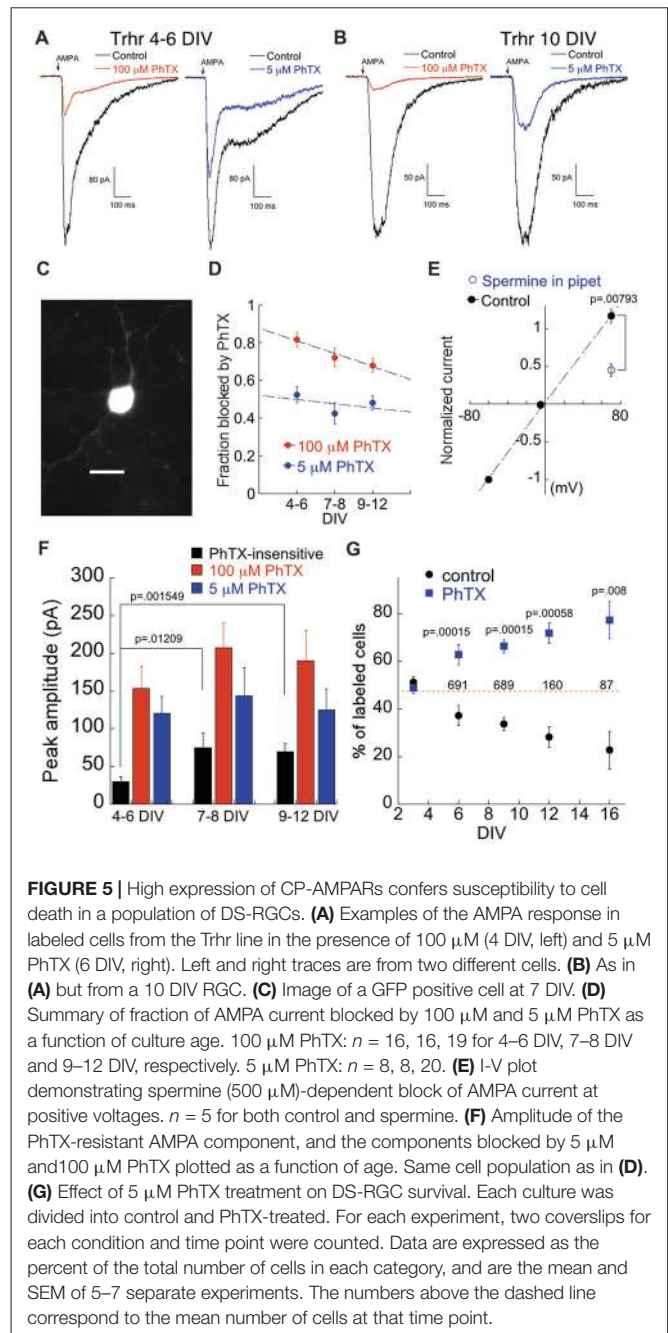 A
Trhr 4-6 DIV
B
Trhr 10 DIV
AMPA
Control
100 µM PhTX
AMPA
Control
5 µM PhTX
AMPA
Control
100 µM PhTX
AMPA
Control
5 µM PhTX
80 pA
100 ms
80 pA
100 ms
50 pA
100 ms
50 pA
100 ms
C
D
Fraction blocked by PhTX
1
0.8
0.6
0.4
0.2
0
100 µM PhTX
5 µM PhTX
4-6
7-8
9-12
DIV
E
Spermine in pipet
Control
p=.00793
Normalized current
1
0.5
-80
80
-0.5
-1
(mV)
F
PhTX-insensitive
100 µM PhTX
5 µM PhTX
Peak amplitude (pA)
300
250
200
150
100
50
0
p=.001549
p=.01209
4-6 DIV
7-8 DIV
9-12 DIV
G
control
PhTX
% of labeled cells
80
60
40
20
0
p=.00015
p=.00015
p=.00058
p=.008
691
689
160
87
2
4
6
8
10
12
14
16
DIV
FIGURE 5 | High expression of CP-AMPARs confers susceptibility to cell
death in a population of DS-RGCs. (A) Examples of the AMPA response in
labeled cells from the Trhr line in the presence of 100 µM (4 DIV, left) and 5 µM
PhTX (6 DIV, right). Left and right traces are from two different cells. (B) As in
(A) but from a 10 DIV RGC. (C) Image of a GFP positive cell at 7 DIV. (D)
Summary of fraction of AMPA current blocked by 100 µM and 5 µM PhTX as
a function of culture age. 100 µM PhTX: n = 16, 16, 19 for 4–6 DIV, 7–8 DIV
and 9–12 DIV, respectively. 5 µM PhTX: n = 8, 8, 20. (E) I-V plot
demonstrating spermine (500 µM)-dependent block of AMPA current at
positive voltages. n = 5 for both control and spermine. (F) Amplitude of the
PhTX-resistant AMPA component, and the components blocked by 5 µM
and100 µM PhTX plotted as a function of age. Same cell population as in (D).
(G) Effect of 5 µM PhTX treatment on DS-RGC survival. Each culture was
divided into control and PhTX-treated. For each experiment, two coverslips for
each condition and time point were counted. Data are expressed as the
percent of the total number of cells in each category, and are the mean and
SEM of 5–7 separate experiments. The numbers above the dashed line
correspond to the mean number of cells at that time point.